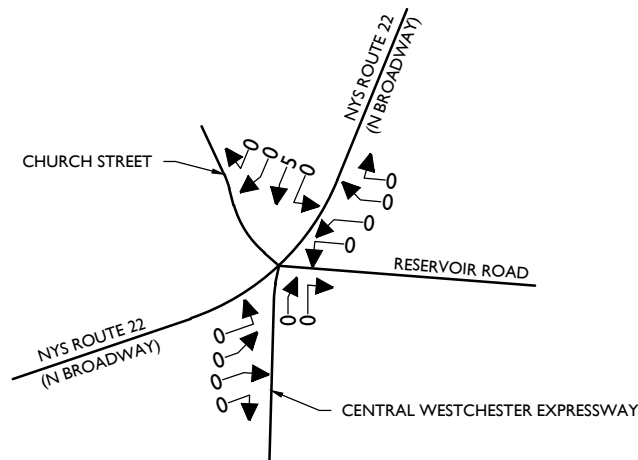 NYS ROUTE 22
(N BROADWAY)
CHURCH STREET
0
0
5
0
0
0
0
0
RESERVOIR ROAD
0
0
NYS ROUTE 22
(N BROADWAY)
0
0
0
0
CENTRAL WESTCHESTER EXPRESSWAY